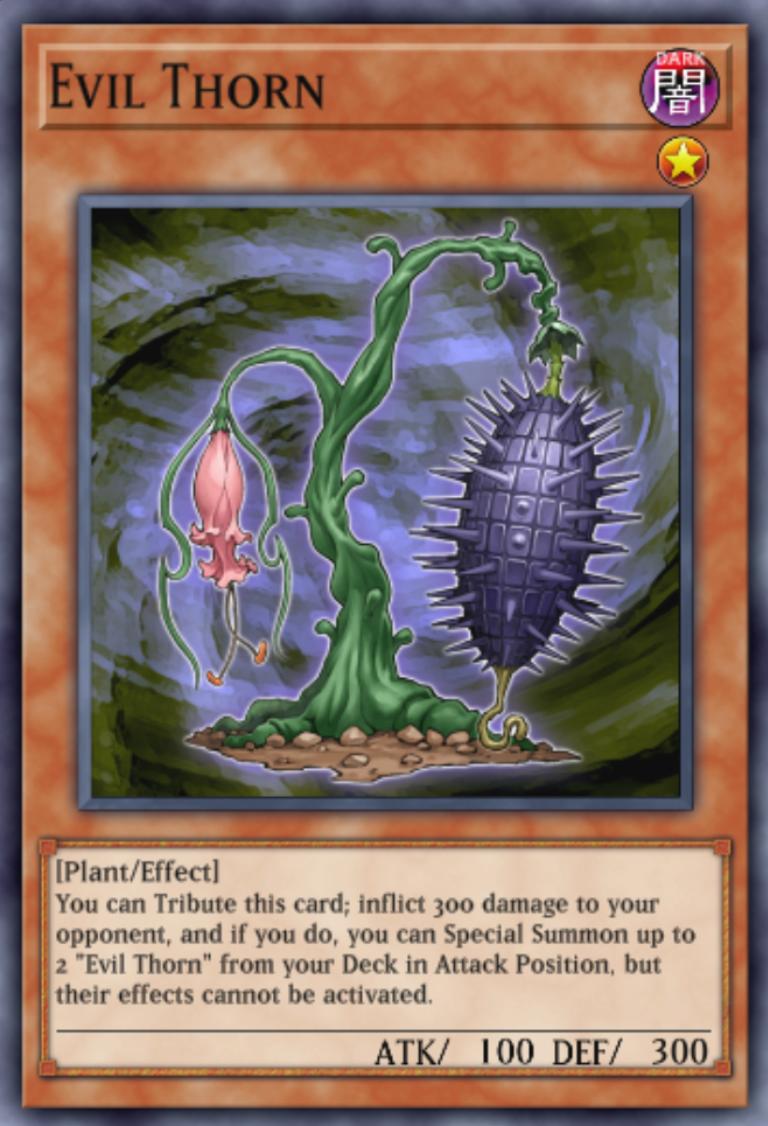 Evil Thorn
DARK
闇
[Plant/Effect]
You can Tribute this card; inflict 300 damage to your
opponent, and if you do, you can Special Summon up to
2 "Evil Thorn" from your Deck in Attack Position, but
their effects cannot be activated.
ATK/ 100 DEF/ 300